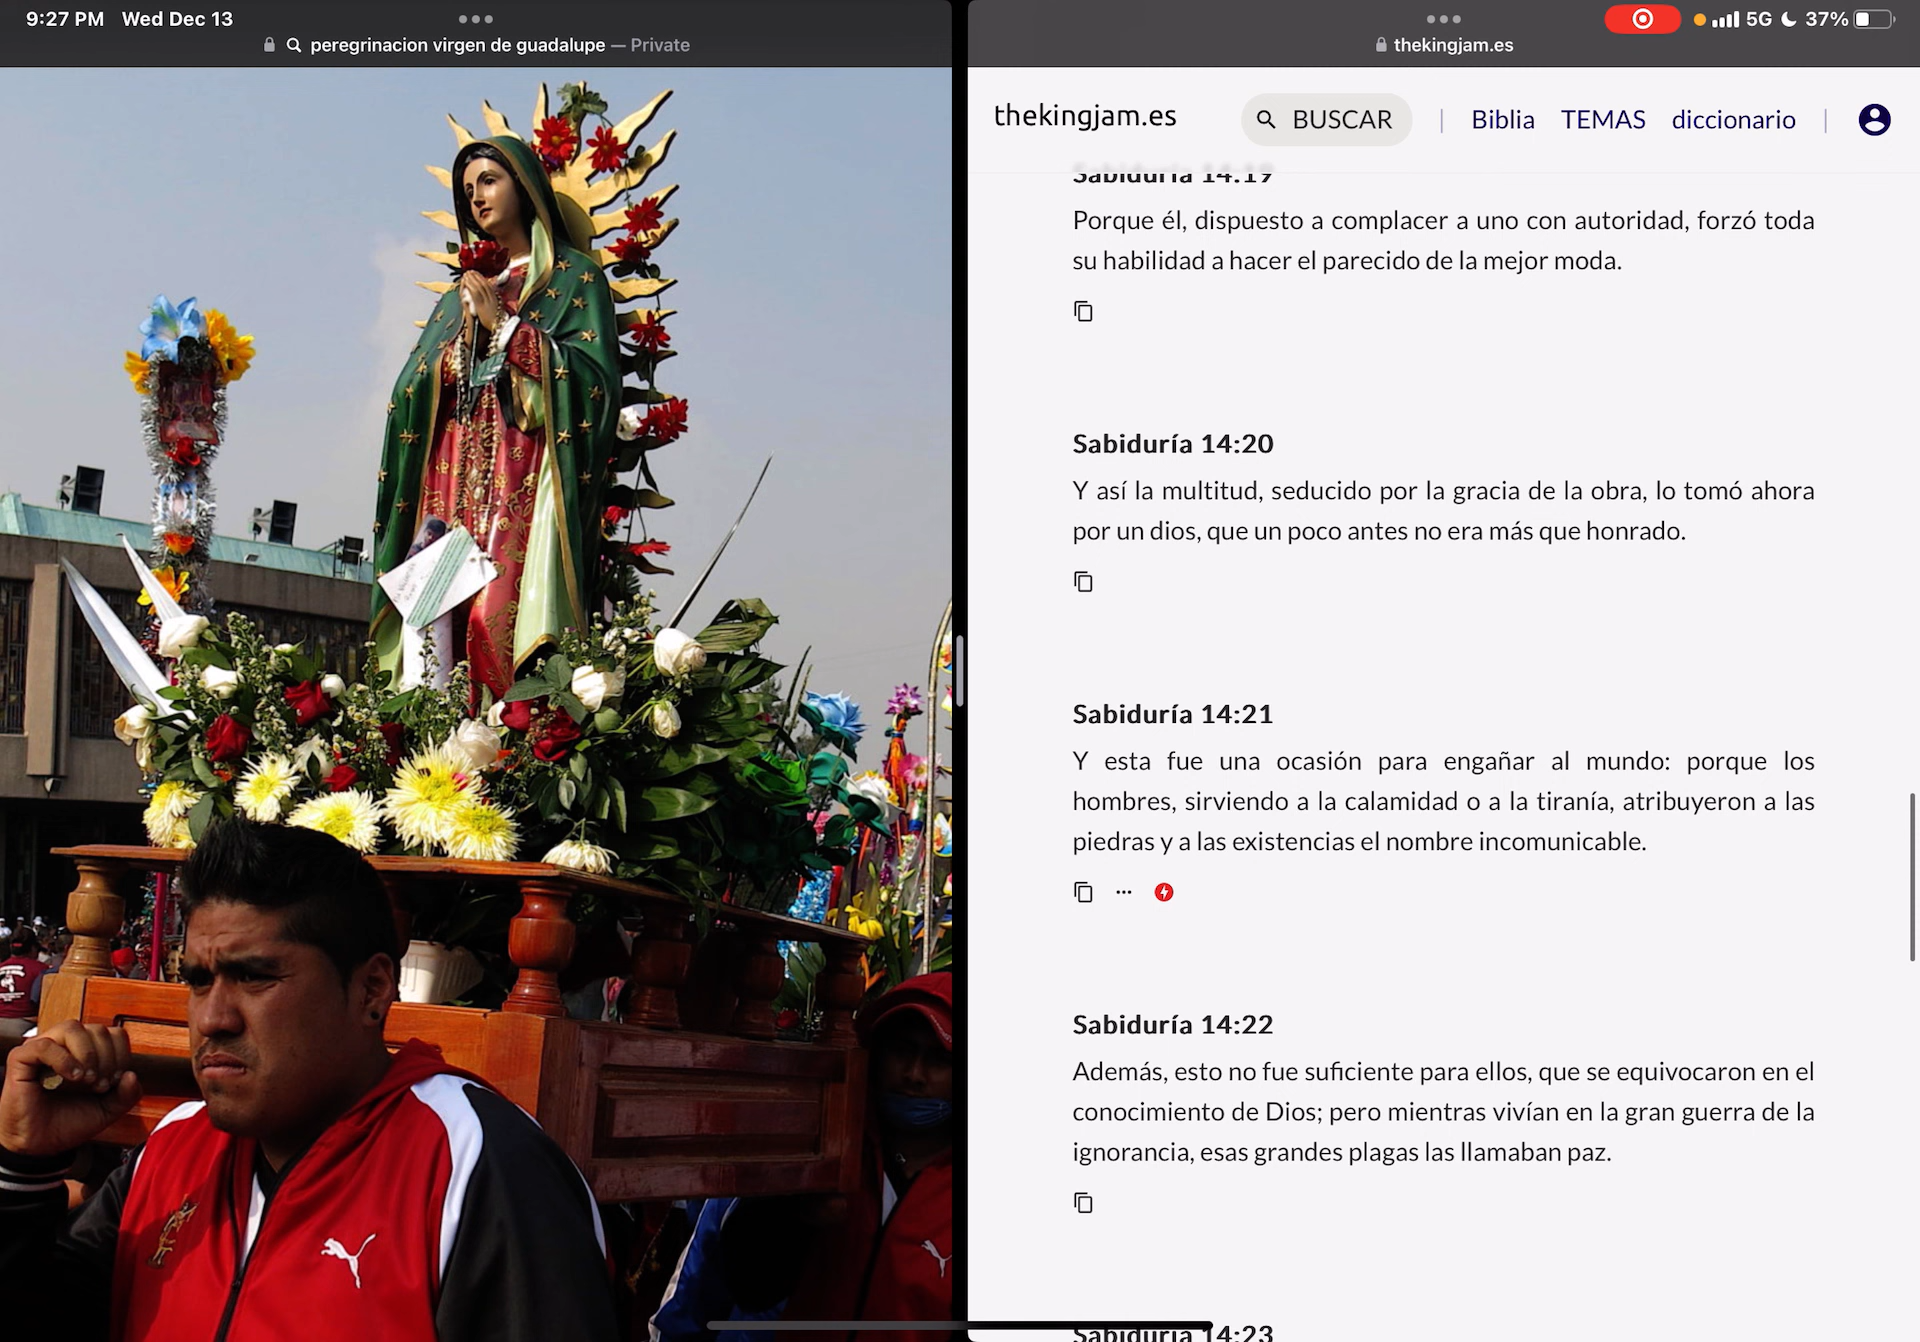 9:27 PM Wed Dec 13
peregrinacion virgen de guadalupe — Private
5G 37%
thekingjam.es
thekingjam.es
BUSCAR | Biblia TEMAS diccionario |
Sabiduría 14:19
Porque él, dispuesto a complacer a uno con autoridad, forzó toda
su habilidad a hacer el parecido de la mejor moda.
Sabiduría 14:20
Y así la multitud, seducido por la gracia de la obra, lo tomó ahora
por un dios, que un poco antes no era más que honrado.
Sabiduría 14:21
Y esta fue una ocasión para engañar al mundo: porque los
hombres, sirviendo a la calamidad o a la tiranía, atribuyeron a las
piedras y a las existencias el nombre incomunicable.
Sabiduría 14:22
Además, esto no fue suficiente para ellos, que se equivocaron en el
conocimiento de Dios; pero mientras vivían en la gran guerra de la
ignorancia, esas grandes plagas las llamaban paz.
Sabiduría 14:23